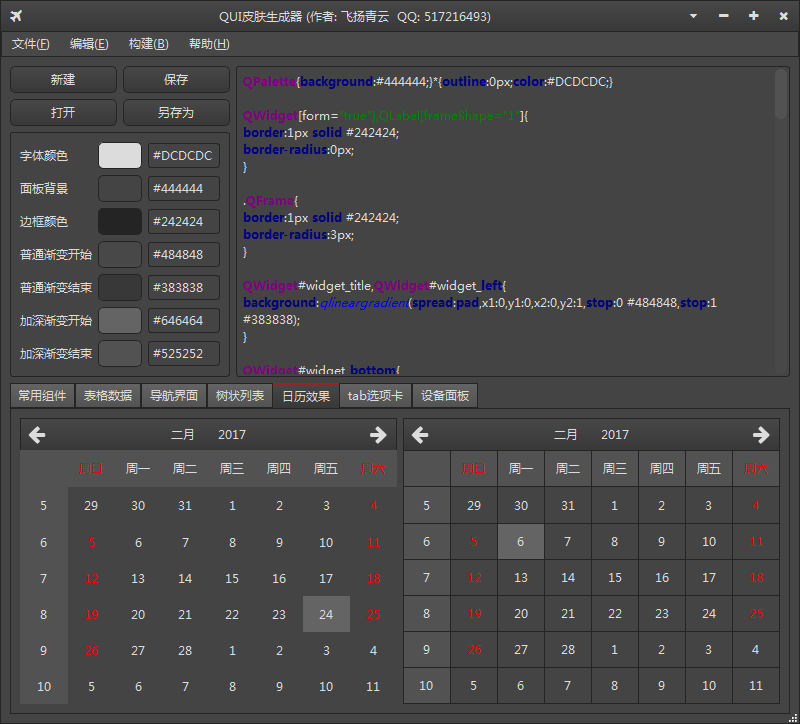 QUI皮肤生成器 (作者: 飞扬青云 QQ: 517216493)
文件(F) 编辑(E) 构建(B) 帮助(H)
新建 保存
打开 另存为
字体颜色 #DCDCDC
面板背景 #444444
边框颜色 #242424
普通渐变开始 #484848
普通渐变结束 #383838
加深渐变开始 #646464
加深渐变结束 #525252
QPalette{background:#444444;}*{outline:0px;color:#DCDCDC;}
QWidget[form="true"],QLabel[frameShape="1"]{
border:1px solid #242424;
border-radius:0px;
}
.QFrame{
border:1px solid #242424;
border-radius:3px;
}
QWidget#widget_title,QWidget#widget_left{
background:qlineargradient(spread:pad,x1:0,y1:0,x2:0,y2:1,stop:0 #484848,stop:1
#383838);
}
QWidget#widget_bottom{
常用组件 表格数据 导航界面 树状列表 日历效果 tab选项卡 设备面板
二月 2017
周日 周一 周二 周三 周四 周五 周六
5 29 30 31 1 2 3 4
6 5 6 7 8 9 10 11
7 12 13 14 15 16 17 18
8 19 20 21 22 23 24 25
9 26 27 28 1 2 3 4
10 5 6 7 8 9 10 11
二月 2017
周日 周一 周二 周三 周四 周五 周六
5 29 30 31 1 2 3 4
6 5 6 7 8 9 10 11
7 12 13 14 15 16 17 18
8 19 20 21 22 23 24 25
9 26 27 28 1 2 3 4
10 5 6 7 8 9 10 11